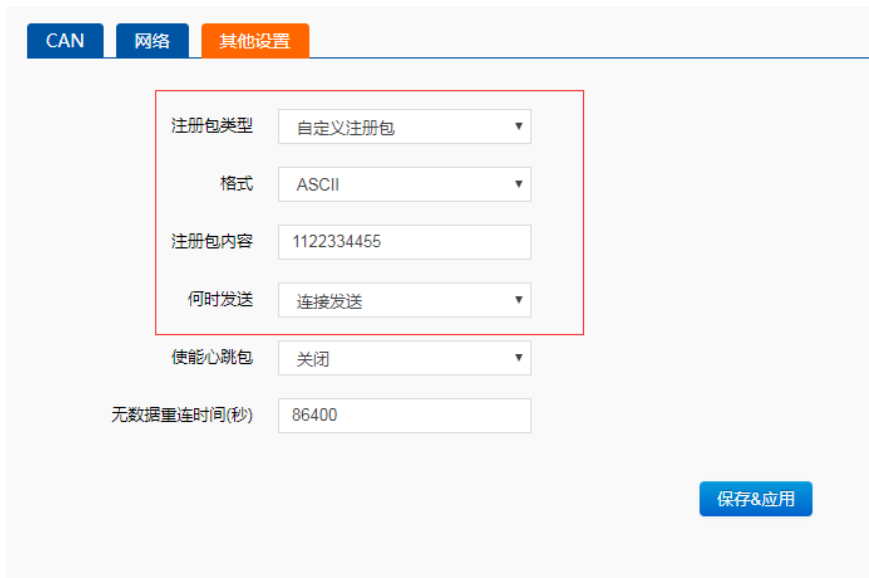 CAN 网络 其他设置
注册包类型 自定义注册包
格式 ASCII
注册包内容 1122334455
何时发送 连接发送
使能心跳包 关闭
无数据重连时间(秒) 86400
保存&应用